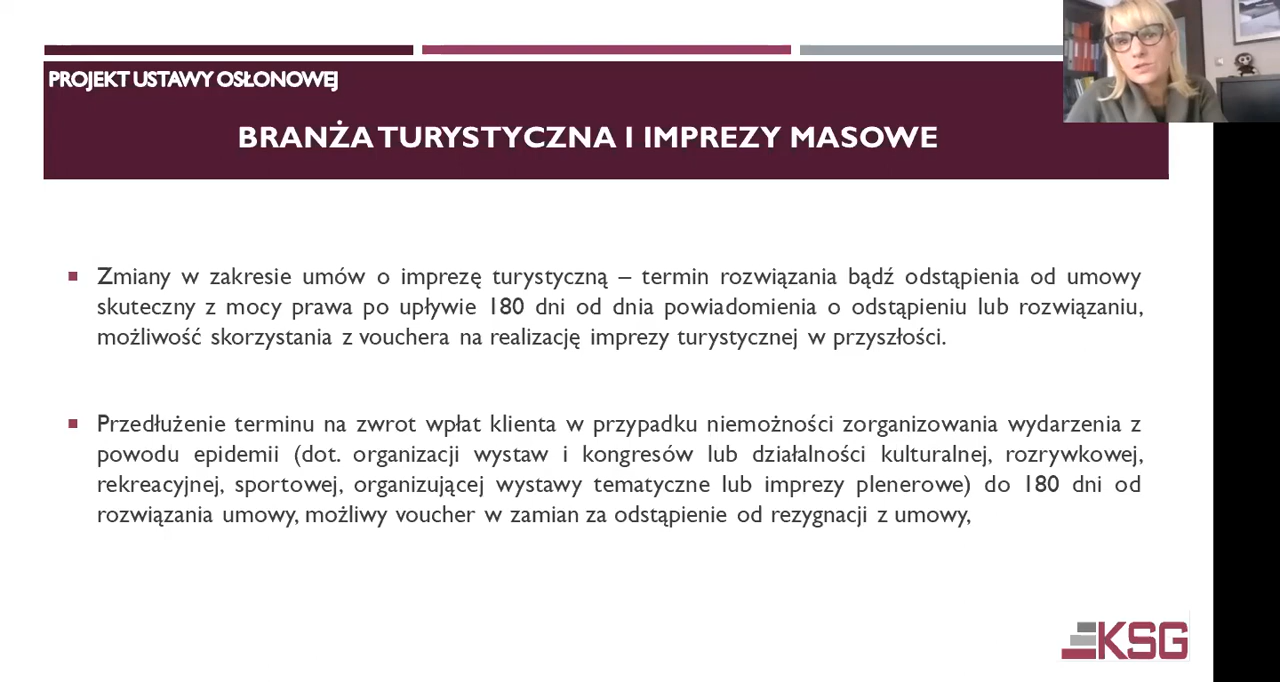 PROJEKT USTAWY OSŁONOWEJ
BRANŻA TURYSTYCZNA I IMPREZY MASOWE
Zmiany w zakresie umów o imprezę turystyczną – termin rozwiązania bądź odstąpienia od umowy
skuteczny z mocy prawa po upływie 180 dni od dnia powiadomienia o odstąpieniu lub rozwiązaniu,
możliwość skorzystania z vouchera na realizację imprezy turystycznej w przyszłości.
Przedłużenie terminu na zwrot wpłat klienta w przypadku niemożności zorganizowania wydarzenia z
powodu epidemii (dot. organizacji wystaw i kongresów lub działalności kulturalnej, rozrywkowej,
rekreacyjnej, sportowej, organizującej wystawy tematyczne lub imprezy plenerowe) do 180 dni od
rozwiązania umowy, możliwy voucher w zamian za odstąpienie od rezygnacji z umowy,
KSG